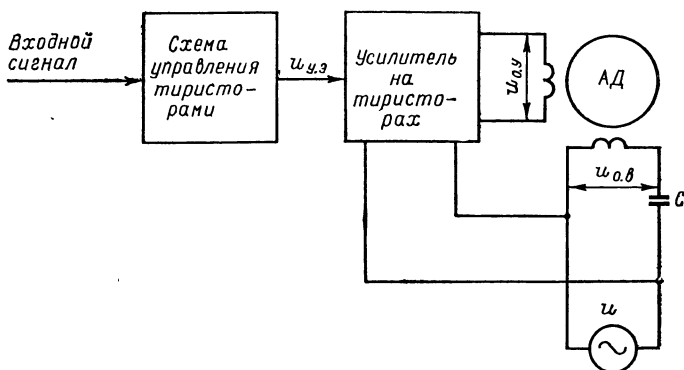 Входной
сигнал
Схема
управления
тиристо-
рами
u у.э
Усилитель
на
тиристо-
рах
u о.у
АД
u о.в
C
u